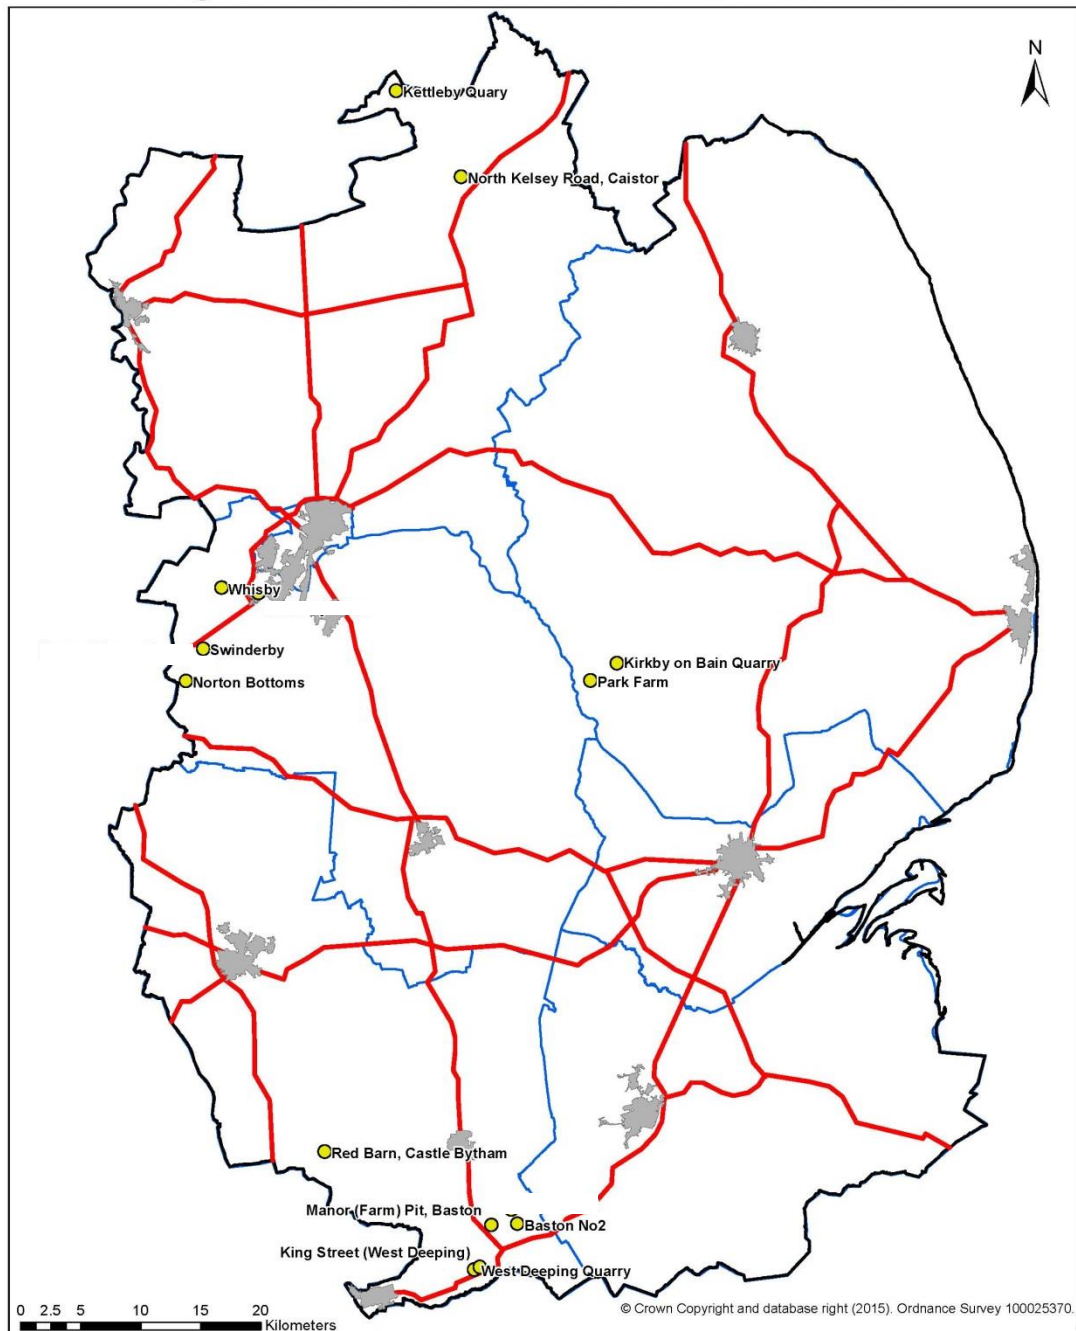 N
Kettleby Quary
North Kelsey Road, Caistor
Whisby
Swinderby
Norton Bottoms
Kirkby on Bain Quarry
Park Farm
Red Barn, Castle Bytham
Manor (Farm) Pit, Baston
Baston No2
King Street (West Deeping)
West Deeping Quarry
0 2.5 5 10 15 20
Kilometers
© Crown Copyright and database right (2015). Ordnance Survey 100025370.